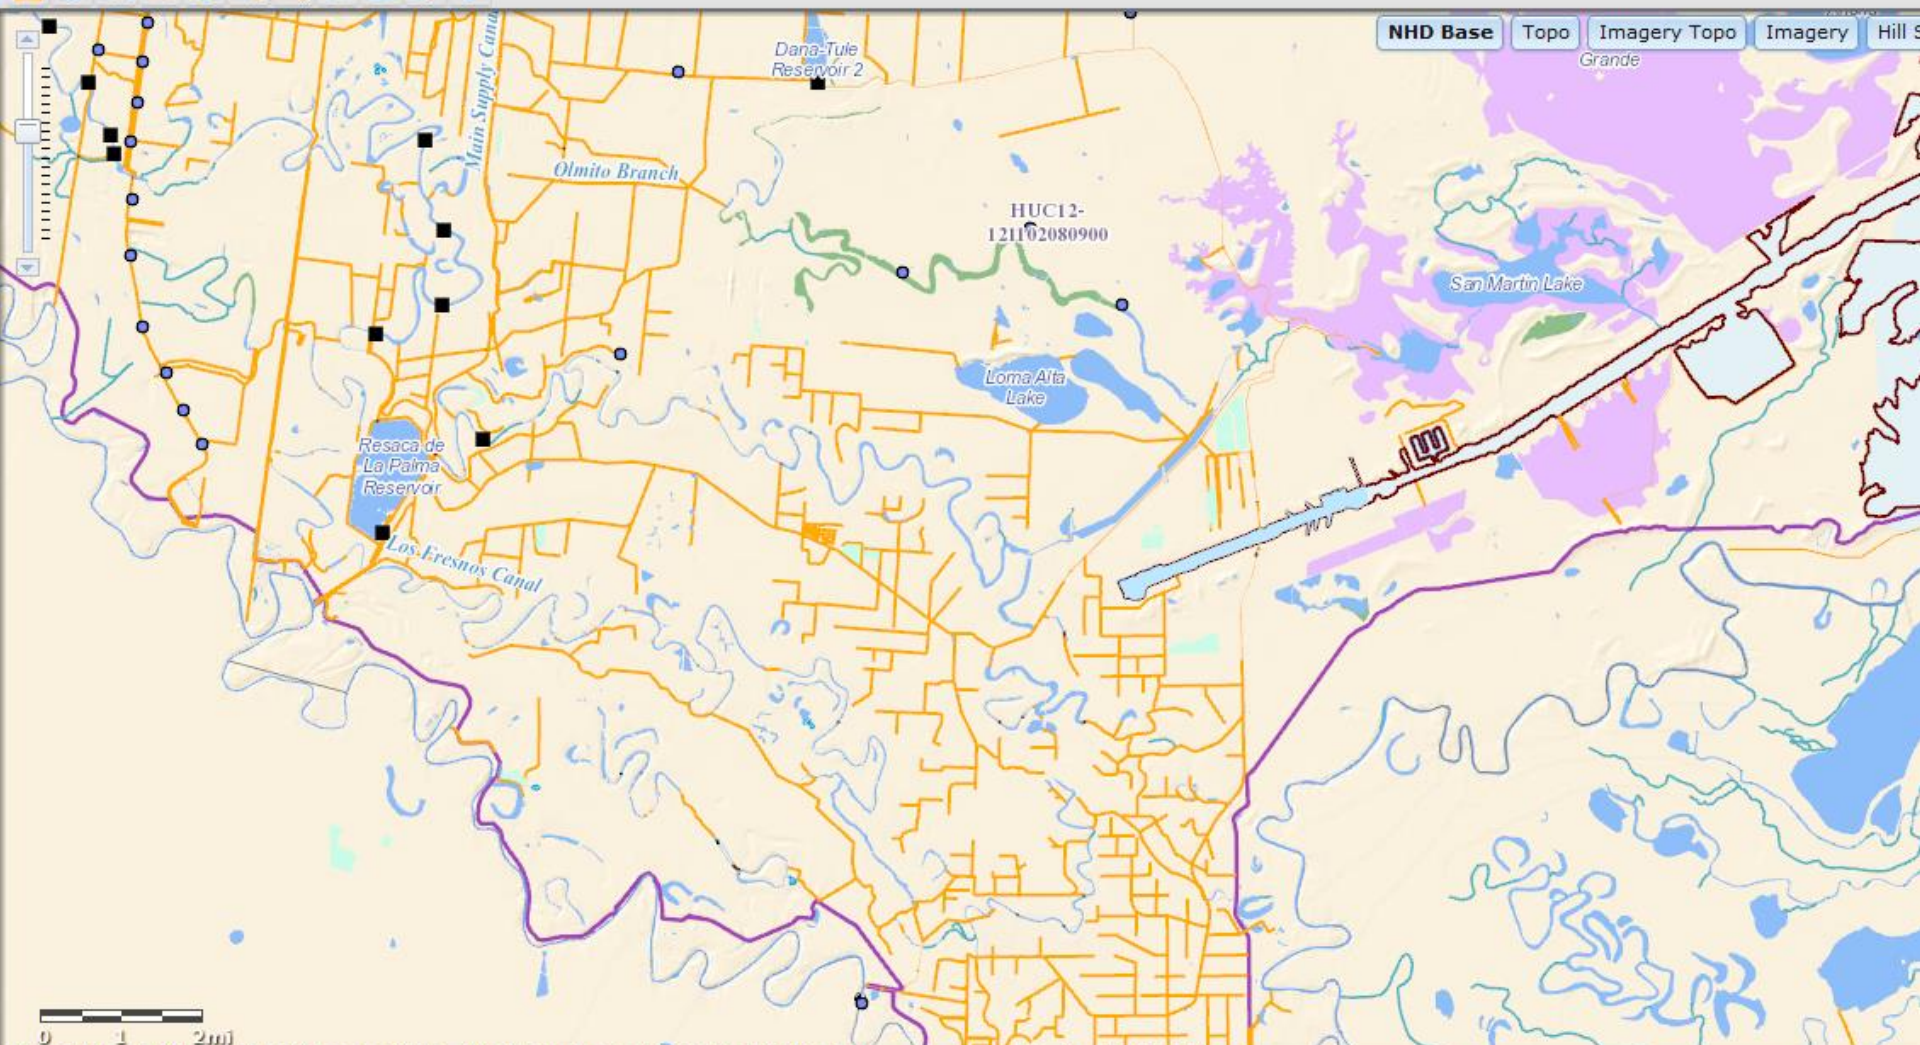 NHD Base
Topo
Imagery Topo
Imagery
Hill S
Grande
Dana-Tule
Reservoir 2
Main Supply Canal
Olmito Branch
HUC12-
121102080900
San Martin Lake
Loma Alta
Lake
Resaca de
La Palma
Reservoir
Los Fresnos Canal
0 1 2mi